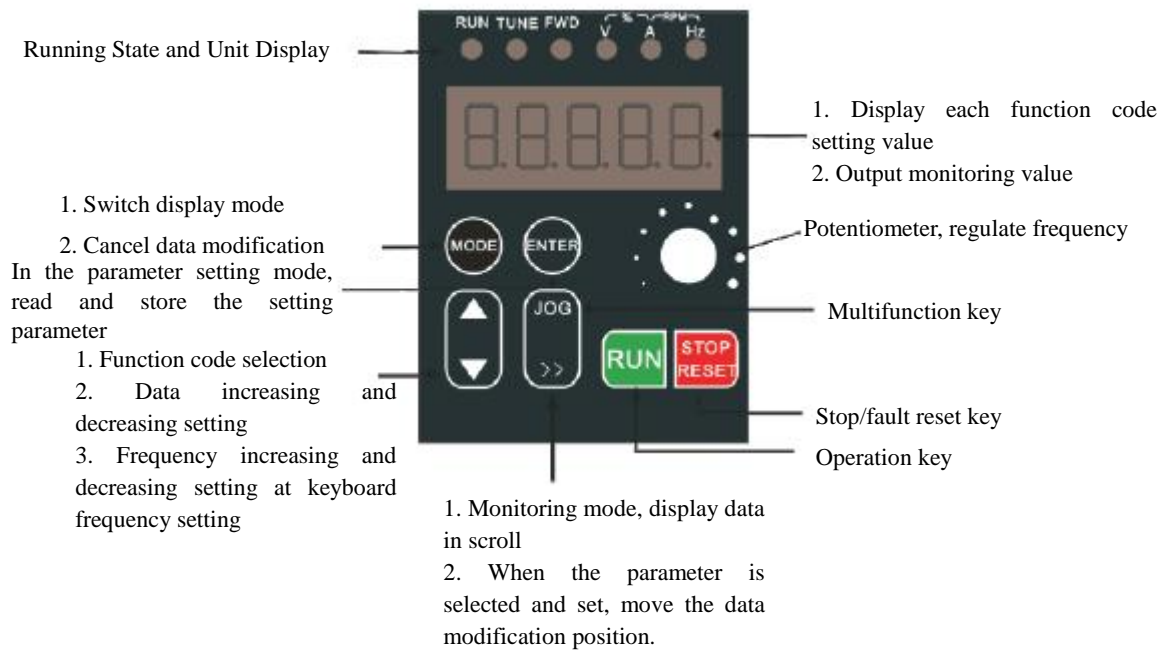 RUN TUNE FWD
% RPM
V A Hz
Running State and Unit Display
1. Display each function code
setting value
2. Output monitoring value
1. Switch display mode
2. Cancel data modification
MODE
ENTER
Potentiometer, regulate frequency
In the parameter setting mode,
read and store the setting
parameter
JOG
>>
Multifunction key
RUN
STOP
RESET
1. Function code selection
2. Data increasing and
decreasing setting
3. Frequency increasing and
decreasing setting at keyboard
frequency setting
Stop/fault reset key
Operation key
1. Monitoring mode, display data
in scroll
2. When the parameter is
selected and set, move the data
modification position.